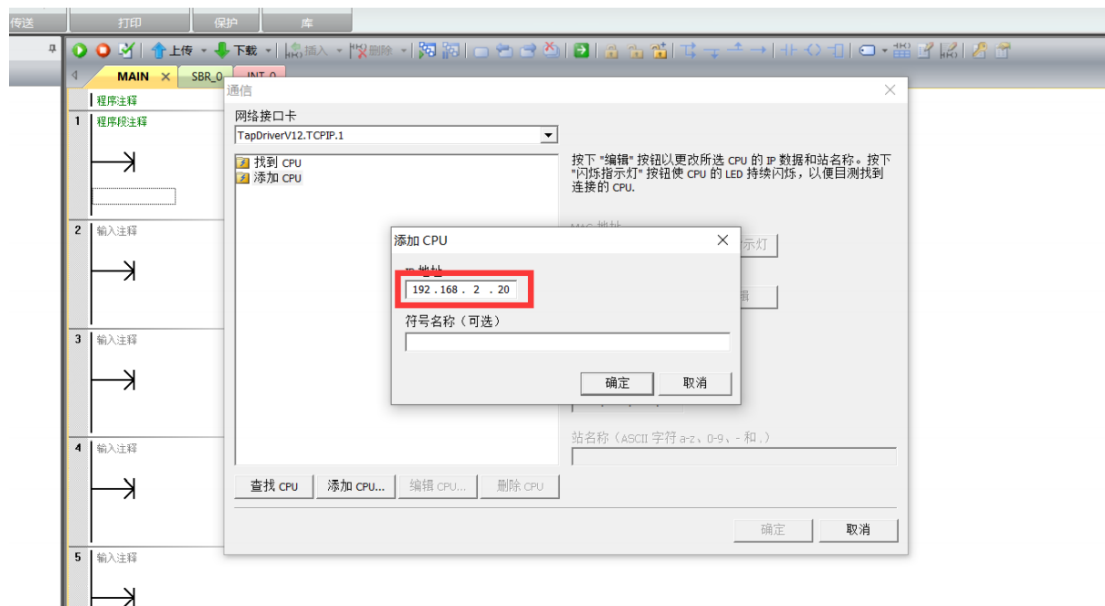 传送 打印 保护 库
上传 下载 插入 删除
MAIN SBR_0 INT_0
程序注释
1 程序段注释
2 输入注释
3 输入注释
4 输入注释
5 输入注释
通信
网络接口卡
TapDriverV12.TCPIP.1
找到 CPU
添加 CPU
按下 "编辑" 按钮以更改所选 CPU 的 IP 数据和站名称。按下
"闪烁指示灯" 按钮使 CPU 的 LED 持续闪烁，以便目测找到
连接的 CPU.
MAC 地址
示灯
添加 CPU
IP 地址
192 . 168 . 2 . 20
符号名称（可选）
确定 取消
站名称（ASCII 字符 a-z、0-9、- 和 .）
查找 CPU 添加 CPU... 编辑 CPU... 删除 CPU
确定 取消